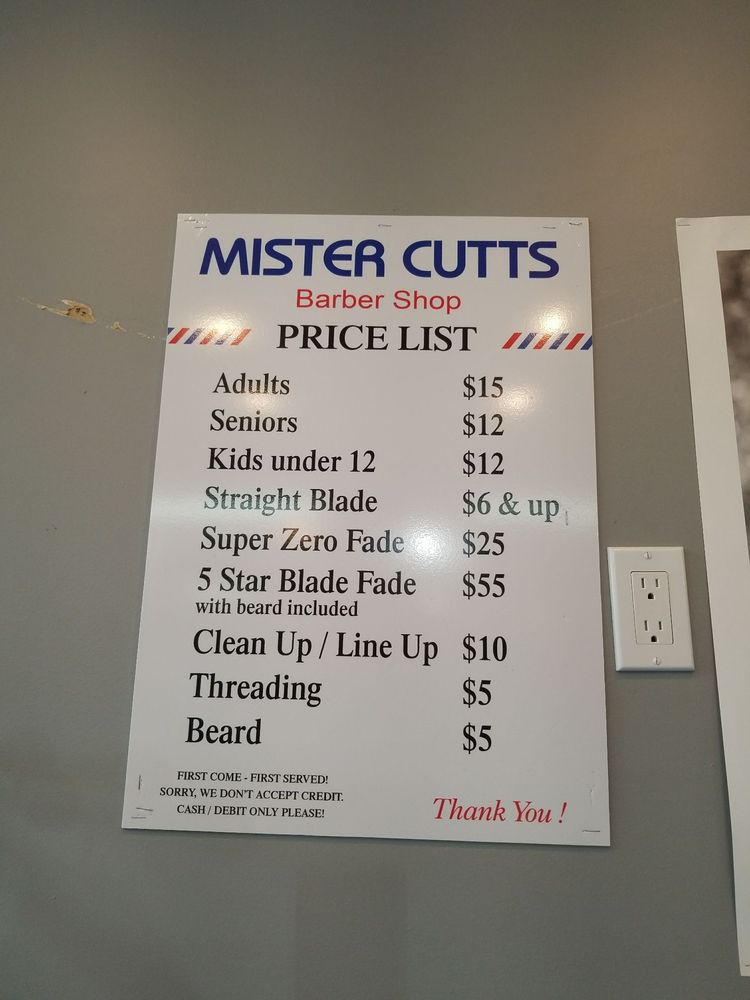 MISTER CUTTS
Barber Shop
PRICE LIST
Adults $15
Seniors $12
Kids under 12 $12
Straight Blade $6 & up
Super Zero Fade $25
5 Star Blade Fade $55
with beard included
Clean Up / Line Up $10
Threading $5
Beard $5
FIRST COME - FIRST SERVED!
SORRY, WE DON'T ACCEPT CREDIT.
CASH / DEBIT ONLY PLEASE!
Thank You !